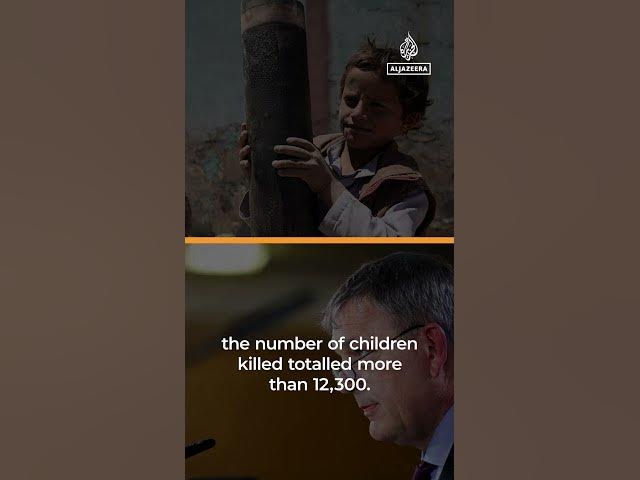 ALJAZEERA
the number of children
killed totalled more
than 12,300.